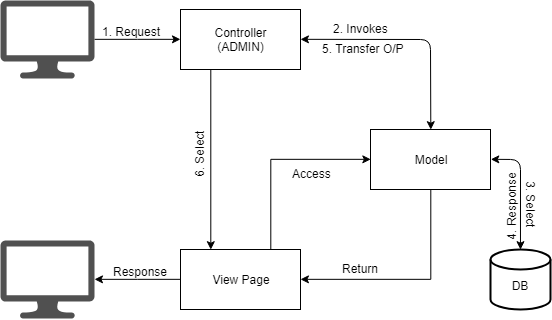 1. Request
Controller
(ADMIN)
2. Invokes
5. Transfer O/P
6. Select
Access
Model
3. Select
4. Response
Response
View Page
Return
DB